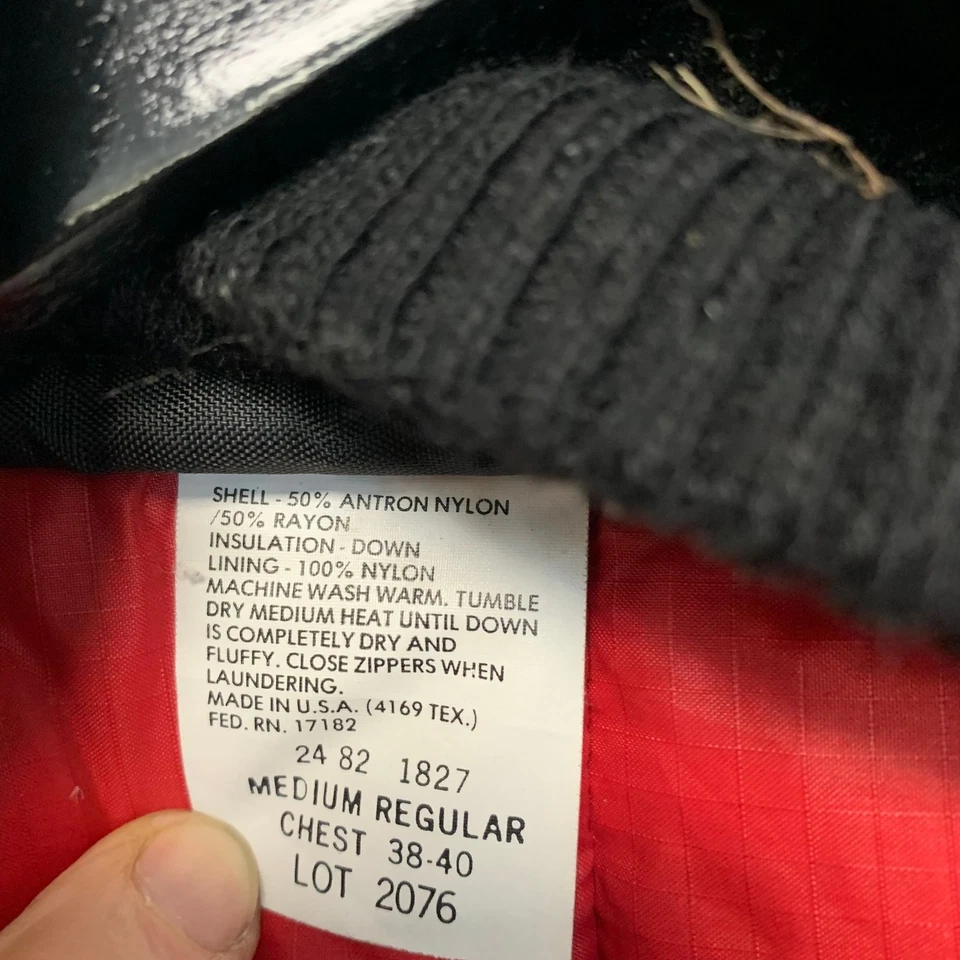 SHELL - 50% ANTRON NYLON
/50% RAYON
INSULATION - DOWN
LINING - 100% NYLON
MACHINE WASH WARM. TUMBLE
DRY MEDIUM HEAT UNTIL DOWN
IS COMPLETELY DRY AND
FLUFFY. CLOSE ZIPPERS WHEN
LAUNDERING.
MADE IN U.S.A. (4169 TEX.)
FED. RN. 17182
24 82 1827
MEDIUM REGULAR
CHEST 38-40
LOT 2076